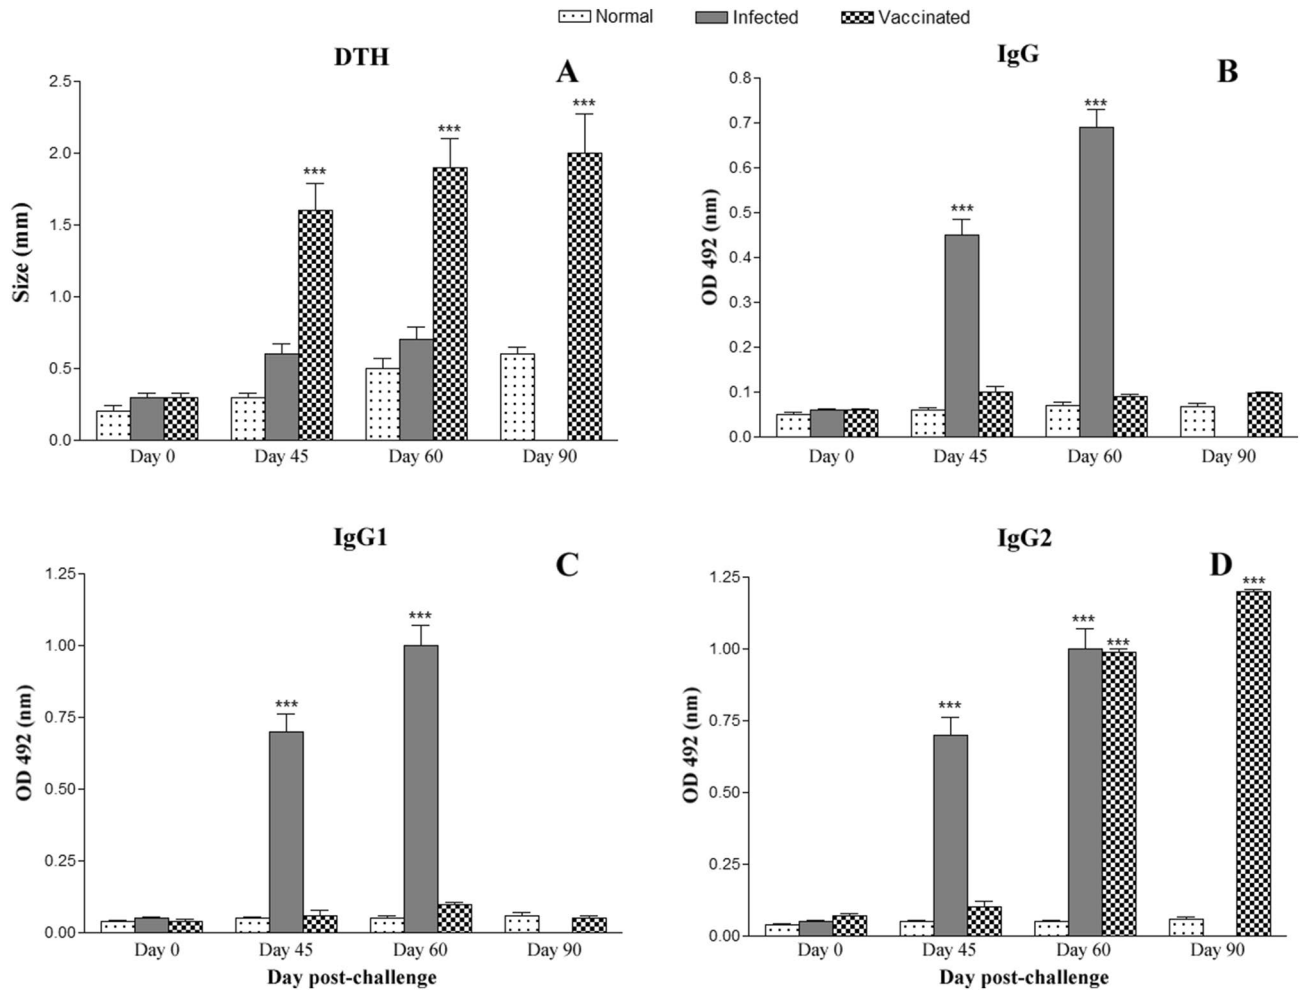 Normal Infected Vaccinated
DTH A
Size (mm)
2.5
2.0
1.5
1.0
0.5
0.0
*** *** ***
Day 0 Day 45 Day 60 Day 90
IgG B
OD 492 (nm)
0.8
0.7
0.6
0.5
0.4
0.3
0.2
0.1
0.0
*** ***
Day 0 Day 45 Day 60 Day 90
IgG1 C
OD 492 (nm)
1.25
1.00
0.75
0.50
0.25
0.00
*** ***
Day 0 Day 45 Day 60 Day 90
Day post-challenge
IgG2 D
OD 492 (nm)
1.25
1.00
0.75
0.50
0.25
0.00
*** *** *** ***
Day 0 Day 45 Day 60 Day 90
Day post-challenge